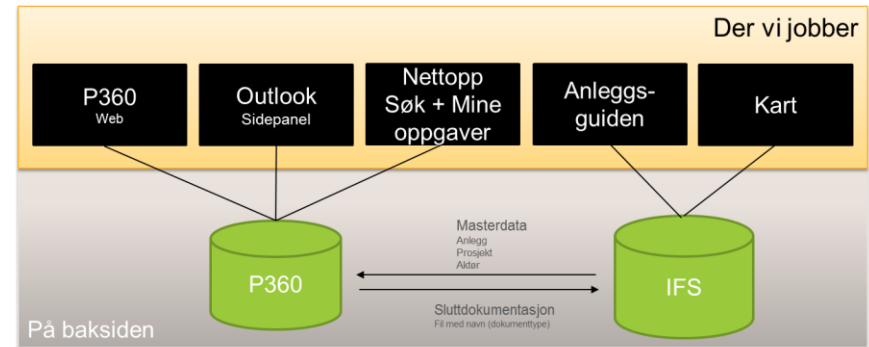 Der vi jobber
P360
Web
Outlook
Sidepanel
Nettopp
Søk + Mine
oppgaver
Anleggs-
guiden
Kart
Masterdata
Anlegg
Prosjekt
Aktør
P360
IFS
Sluttdokumentasjon
Fil med navn (dokumenttype)
På baksiden